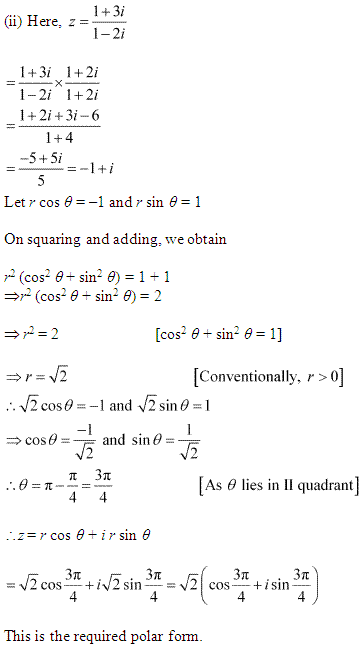 (ii) Here, z = (1+3i)/(1−2i)
= (1+3i)/(1−2i) × (1+2i)/(1+2i)
= (1+2i+3i−6)/(1+4)
= (−5+5i)/5 = −1+i
Let r cos θ = −1 and r sin θ = 1
On squaring and adding, we obtain
r² (cos² θ + sin² θ) = 1 + 1
⇒r² (cos² θ + sin² θ) = 2
⇒ r² = 2 [cos² θ + sin² θ = 1]
⇒ r = √2 [Conventionally, r > 0]
∴ √2 cos θ = −1 and √2 sin θ = 1
⇒ cos θ = −1/√2 and sin θ = 1/√2
∴ θ = π − π/4 = 3π/4 [As θ lies in II quadrant]
∴ z = r cos θ + i r sin θ
= √2 cos 3π/4 + i√2 sin 3π/4 = √2 (cos 3π/4 + i sin 3π/4)
This is the required polar form.